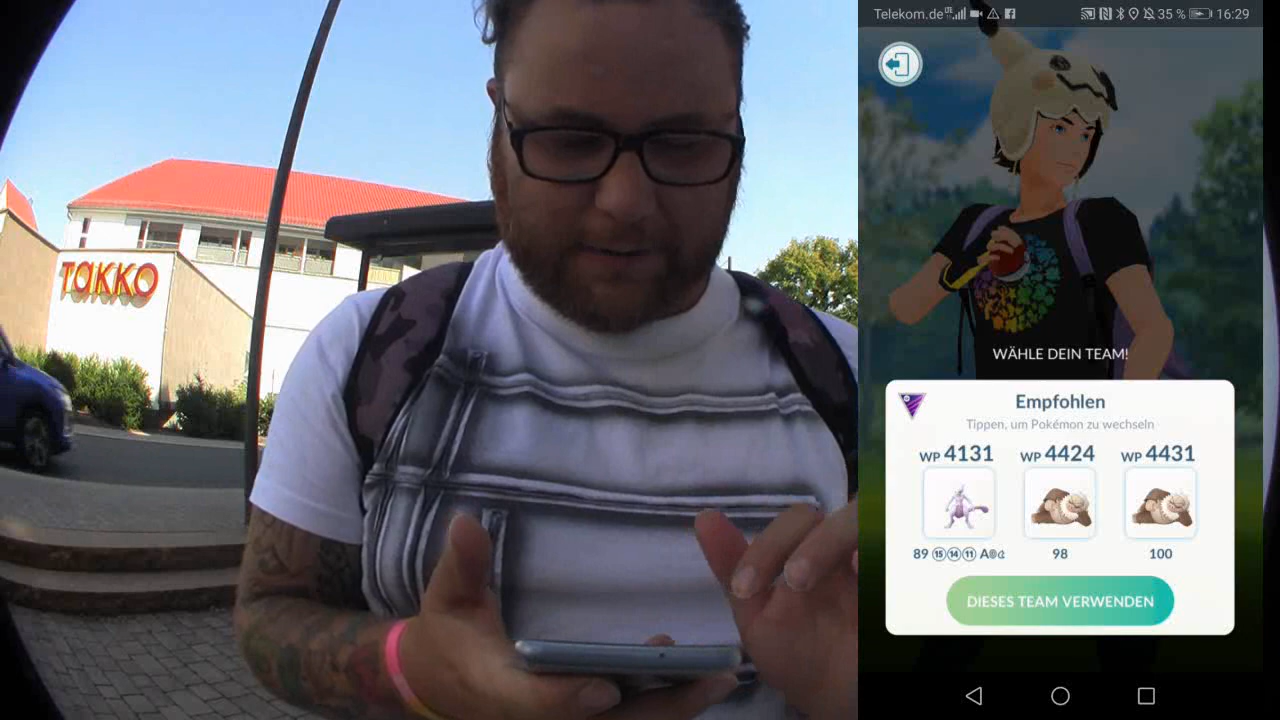 TAKKO
Telekom.de
35 % 16:29
WÄHLE DEIN TEAM!
Empfohlen
Tippen, um Pokémon zu wechseln
WP 4131 WP 4424 WP 4431
89 ⑮⑭⑪ 98 100
DIESES TEAM VERWENDEN